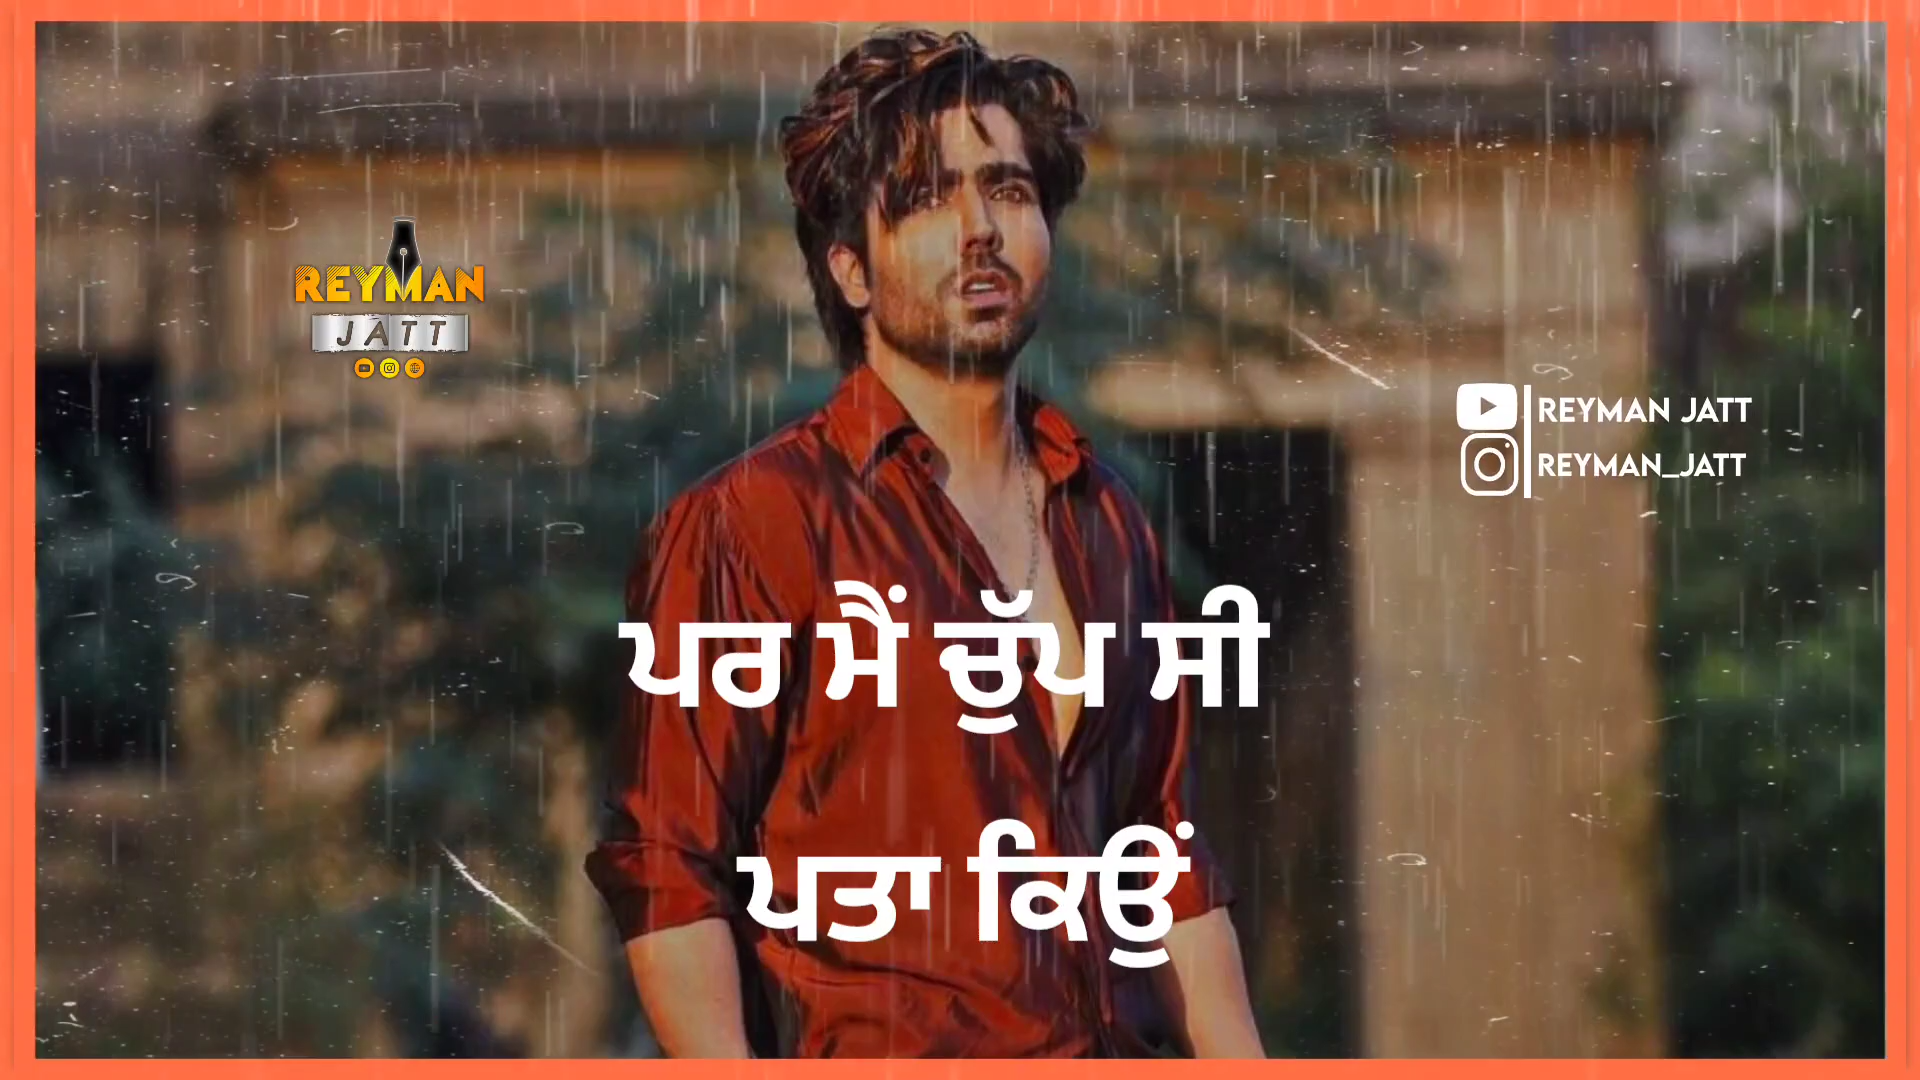 REYMAN
JATT
REYMAN JATT
REYMAN_JATT
ਪਰ ਮੈਂ ਚੁੱਪ ਸੀ
ਪਤਾ ਕਿਉਂ